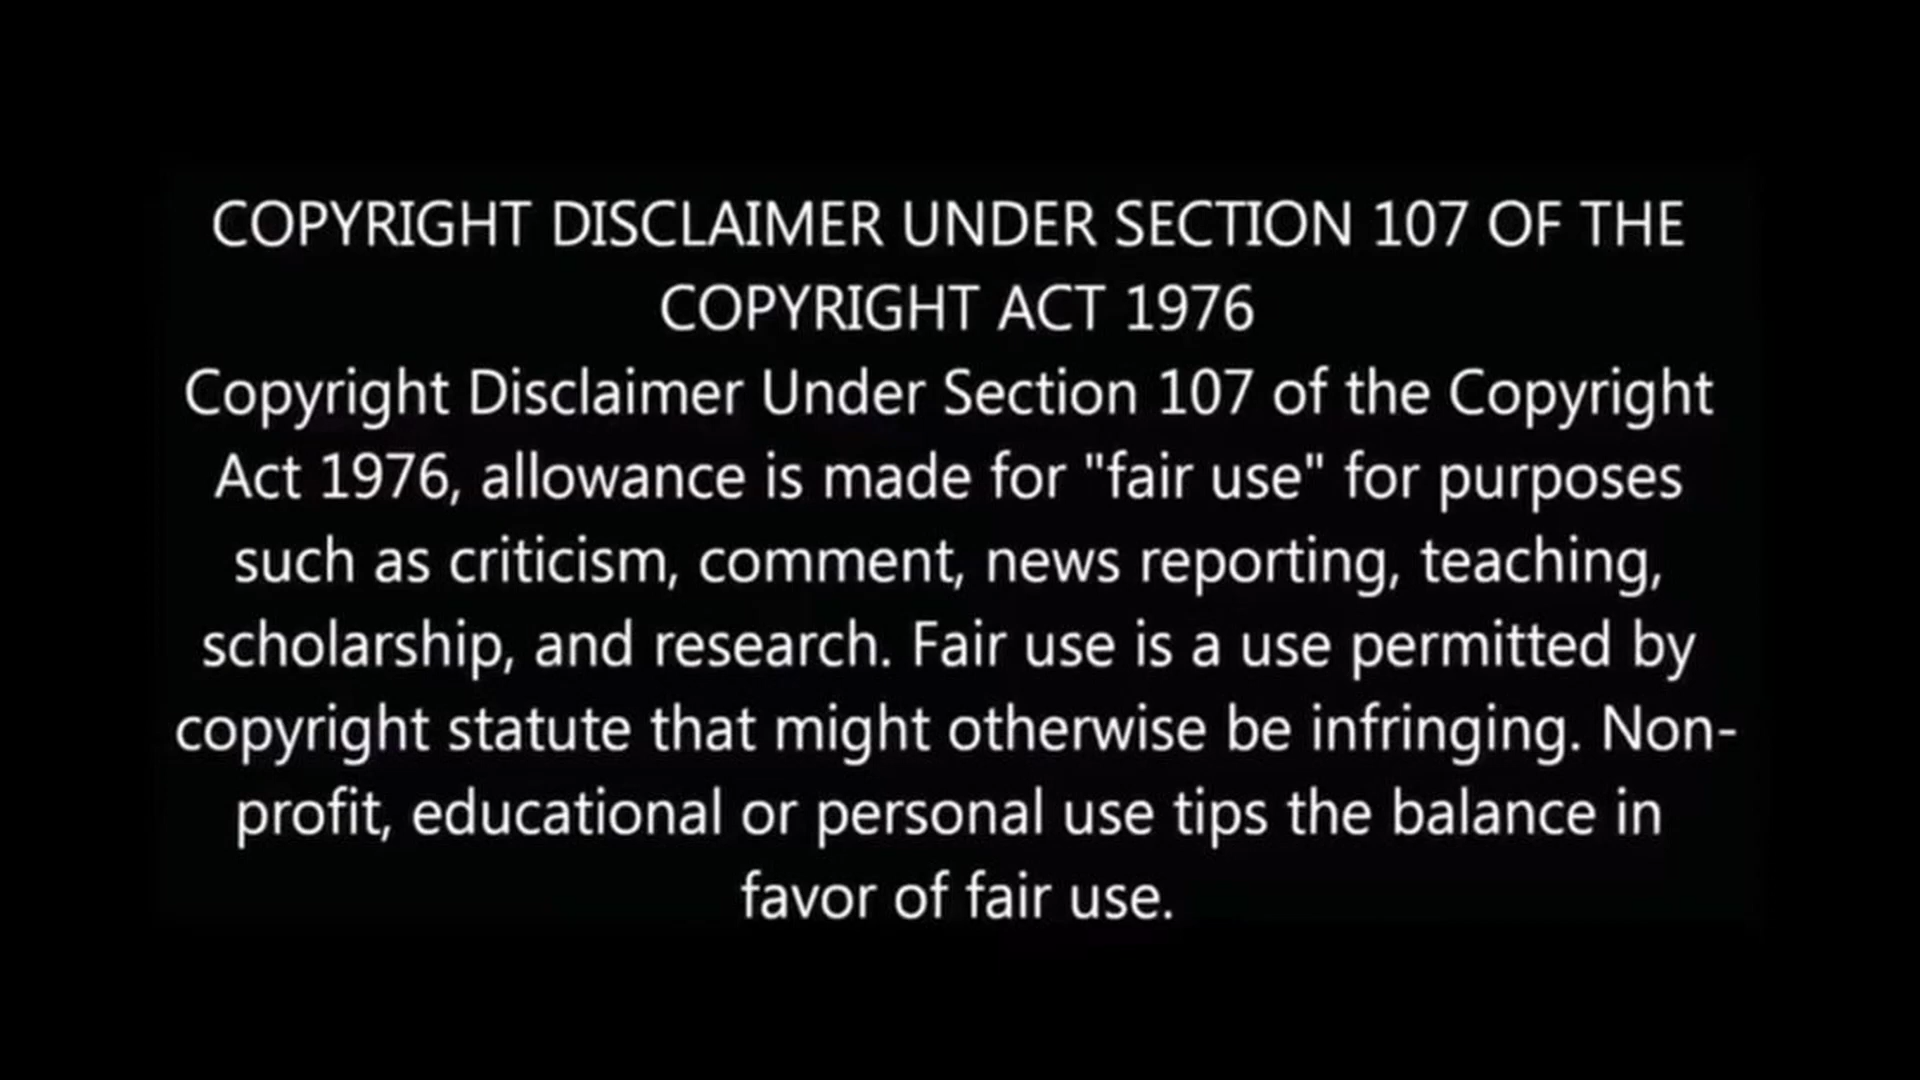 COPYRIGHT DISCLAIMER UNDER SECTION 107 OF THE
COPYRIGHT ACT 1976
Copyright Disclaimer Under Section 107 of the Copyright
Act 1976, allowance is made for "fair use" for purposes
such as criticism, comment, news reporting, teaching,
scholarship, and research. Fair use is a use permitted by
copyright statute that might otherwise be infringing. Non-
profit, educational or personal use tips the balance in
favor of fair use.